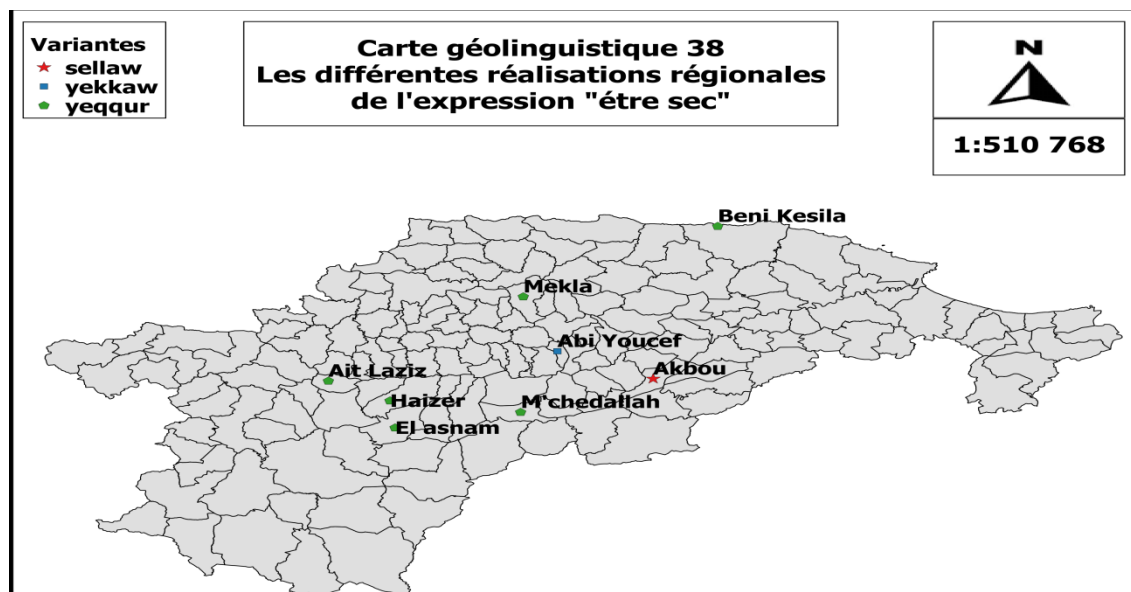 Variantes
sellaw
yekkaw
yeqqur
Carte géolinguistique 38
Les différentes réalisations régionales
de l'expression "étre sec"
N
1:510 768
Beni Kesila
Mekla
Abi Youcef
Akbou
Ait Laziz
Haizer
M'chedallah
El asnam